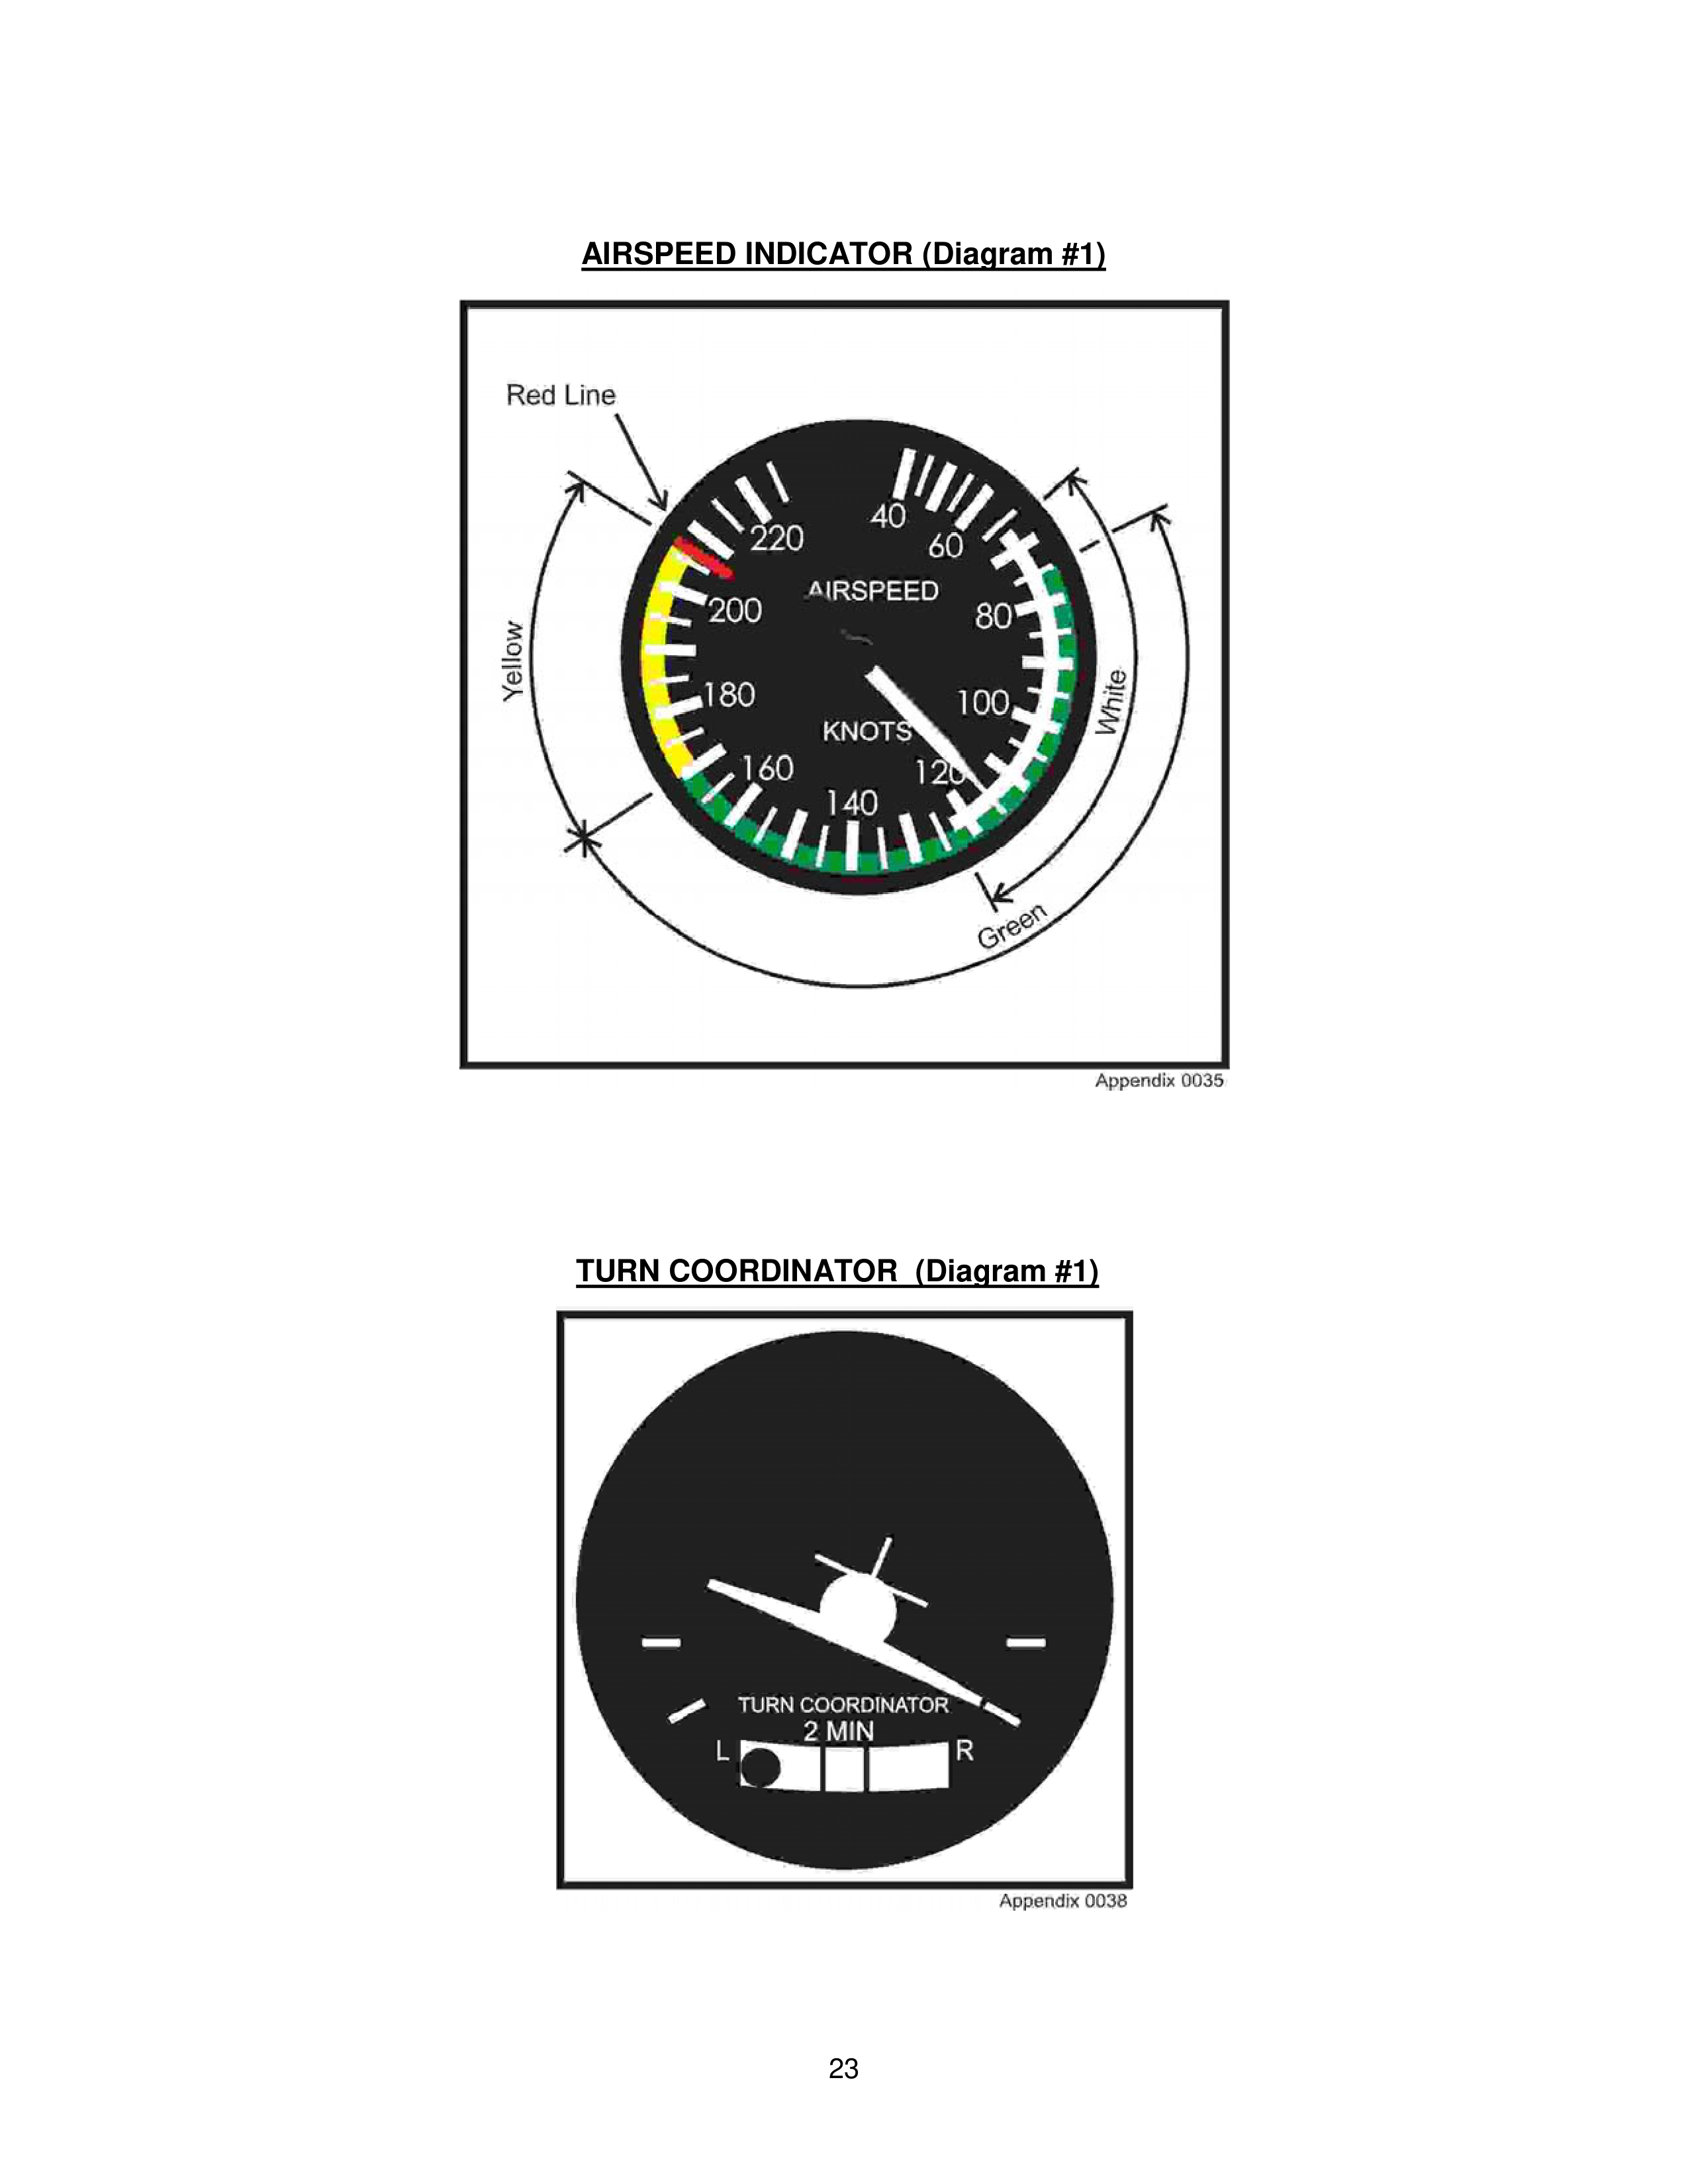 AIRSPEED INDICATOR (Diagram #1)
Red Line
40
220
60
AIRSPEED
200
80
Yellow
180
100
White
KNOTS
160
120
140
Green
Appendix 0035
TURN COORDINATOR (Diagram #1)
TURN COORDINATOR
2 MIN
L
R
Appendix 0038
23